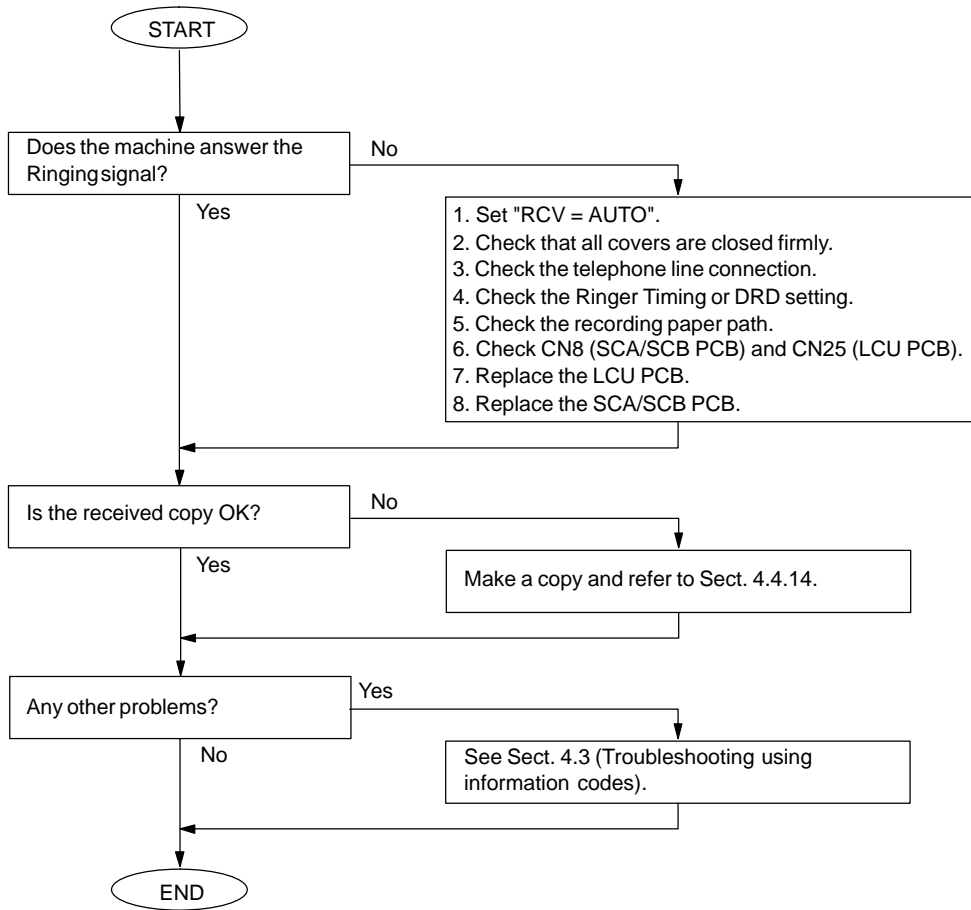 START
Does the machine answer the
Ringing signal?
No
Yes
1. Set "RCV = AUTO".
2. Check that all covers are closed firmly.
3. Check the telephone line connection.
4. Check the Ringer Timing or DRD setting.
5. Check the recording paper path.
6. Check CN8 (SCA/SCB PCB) and CN25 (LCU PCB).
7. Replace the LCU PCB.
8. Replace the SCA/SCB PCB.
Is the received copy OK?
No
Yes
Make a copy and refer to Sect. 4.4.14.
Any other problems?
Yes
No
See Sect. 4.3 (Troubleshooting using
information codes).
END